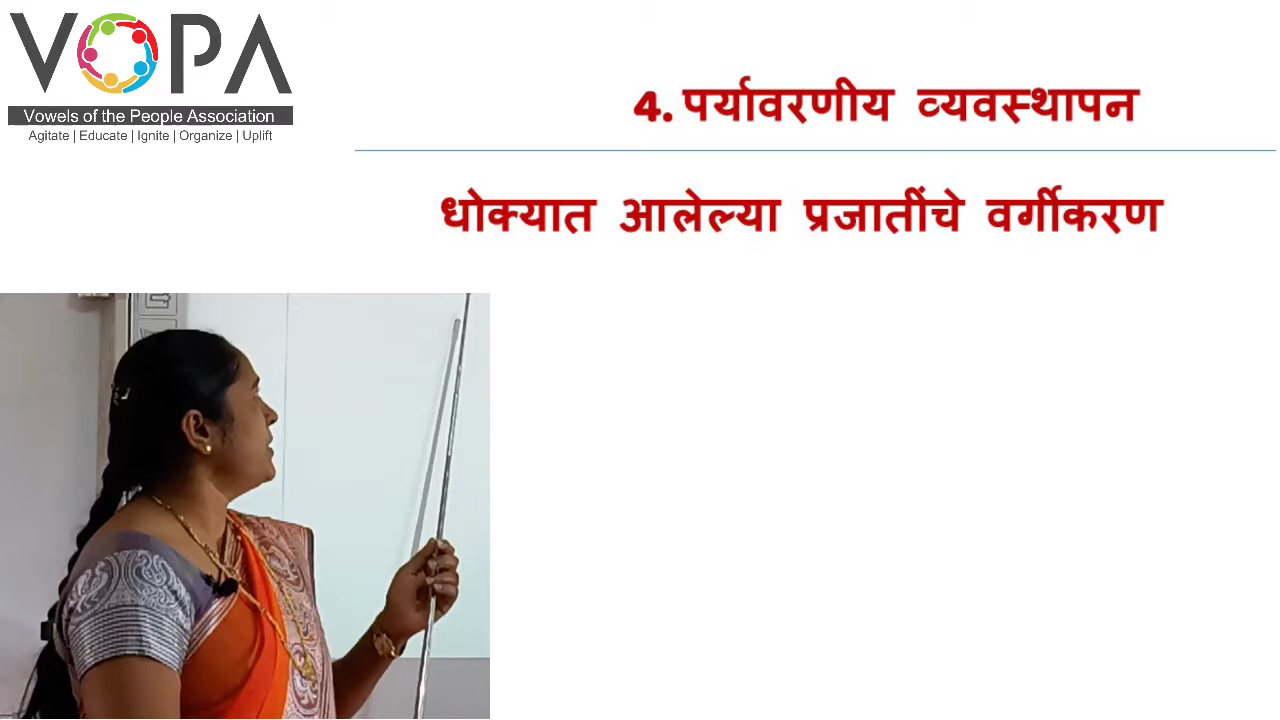 VOPA
Vowels of the People Association
Agitate | Educate | Ignite | Organize | Uplift
4. पर्यावरणीय व्यवस्थापन
धोक्यात आलेल्या प्रजातींचे वर्गीकरण